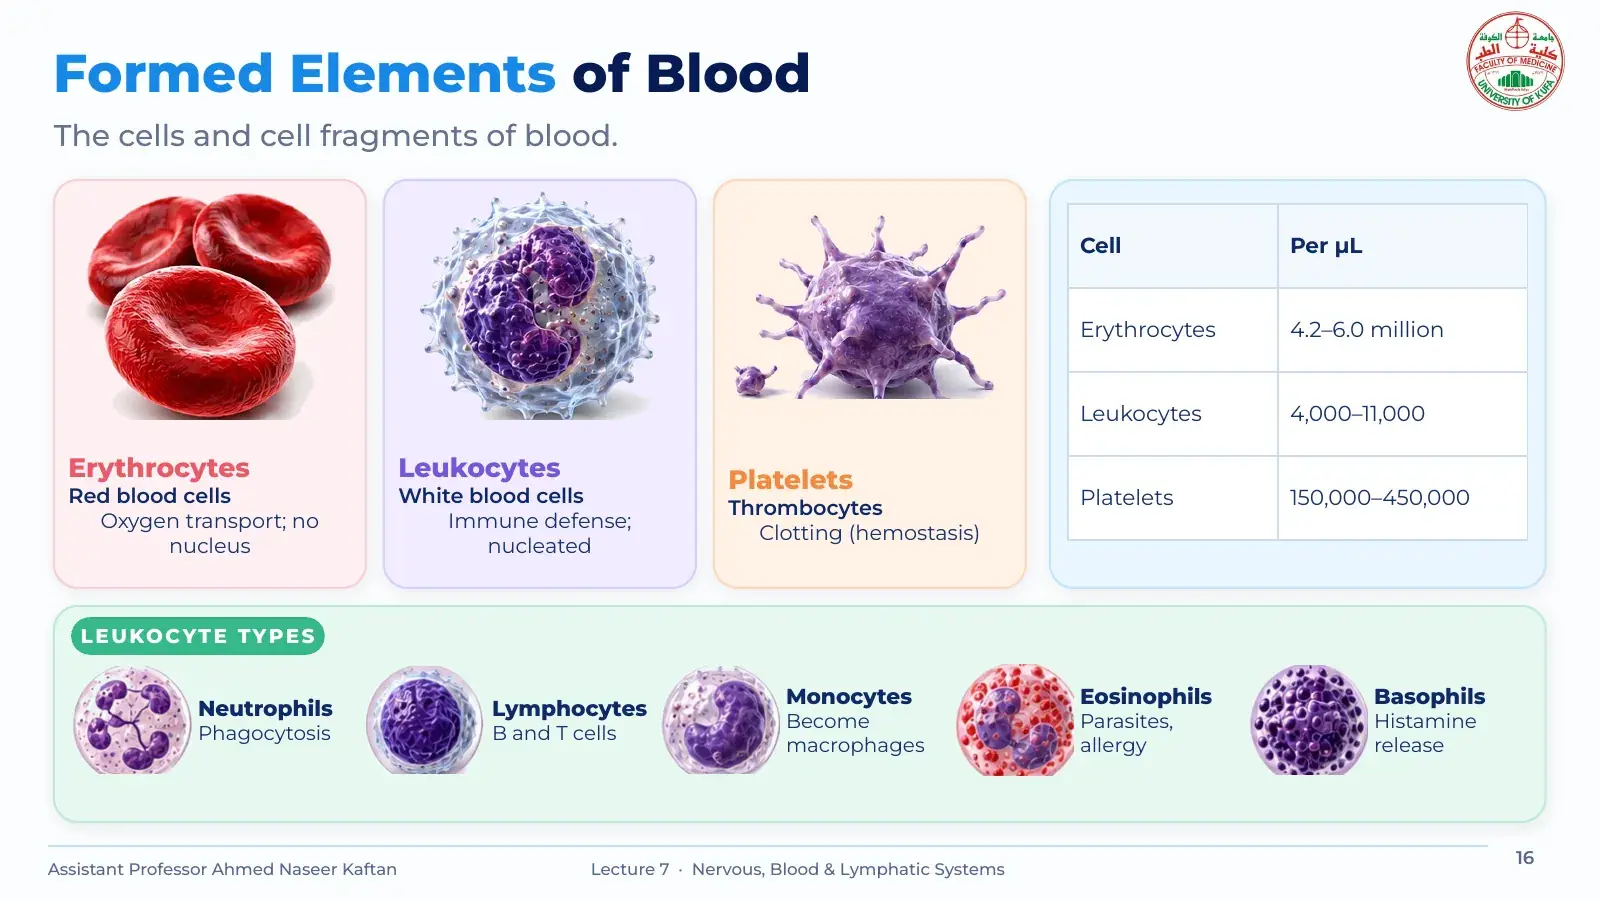 Formed Elements of Blood
The cells and cell fragments of blood.
جامعة الكوفة
كلية الطب
FACULTY OF MEDICINE
UNIVERSITY OF KUFA
Erythrocytes
Red blood cells
Oxygen transport; no
nucleus
Leukocytes
White blood cells
Immune defense;
nucleated
Platelets
Thrombocytes
Clotting (hemostasis)
Cell Per µL
Erythrocytes 4.2–6.0 million
Leukocytes 4,000–11,000
Platelets 150,000–450,000
LEUKOCYTE TYPES
Neutrophils
Phagocytosis
Lymphocytes
B and T cells
Monocytes
Become
macrophages
Eosinophils
Parasites,
allergy
Basophils
Histamine
release
Assistant Professor Ahmed Naseer Kaftan
Lecture 7 · Nervous, Blood & Lymphatic Systems
16